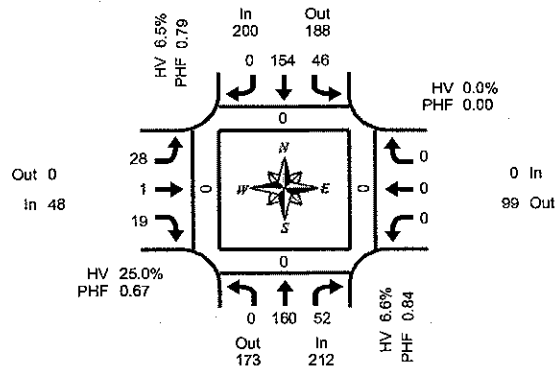 In Out
200 188
HV 6.5%
PHF 0.79
0 154 46
HV 0.0%
PHF 0.00
0
28
1
19
Out 0
In 48
0
N
W E
S
0
0
0
0
0 In
99 Out
0
HV 25.0%
PHF 0.67
0 160 52
Out In
173 212
HV 6.6%
PHF 0.84